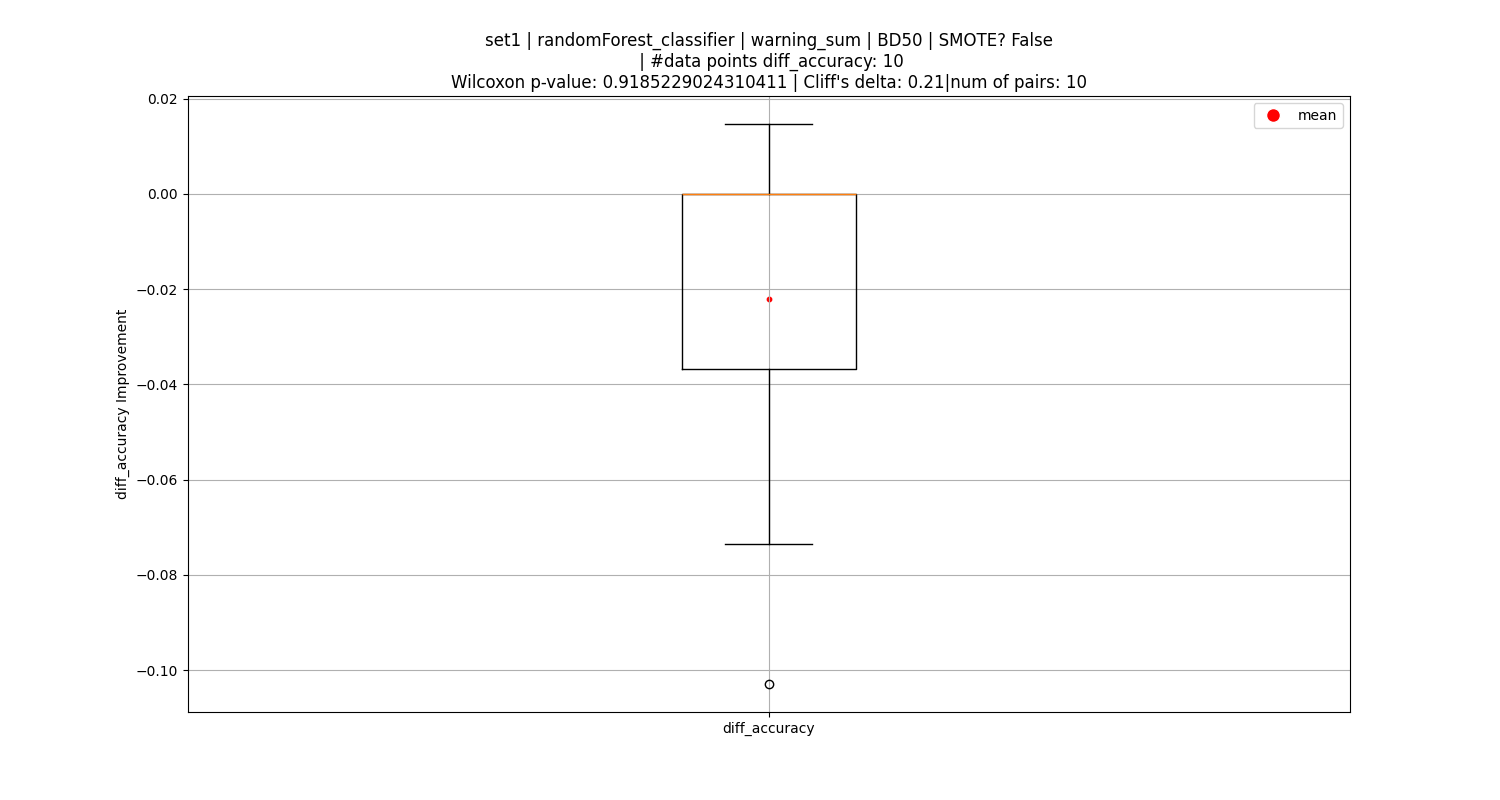 set1 | randomForest_classifier | warning_sum | BD50 | SMOTE? False
| #data points diff_accuracy: 10
Wilcoxon p-value: 0.9185229024310411 | Cliff's delta: 0.21|num of pairs: 10
mean
0.02
0.00
−0.02
−0.04
−0.06
−0.08
−0.10
diff_accuracy Improvement
diff_accuracy